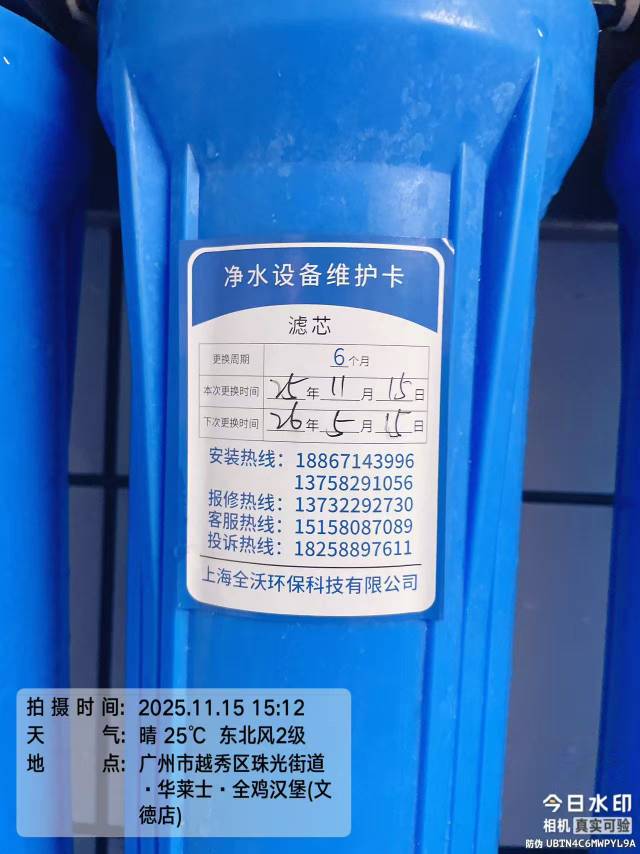 净水设备维护卡
滤芯
更换周期 6个月
本次更换时间 25年11月15日
下次更换时间 26年5月15日
安装热线：18867143996
13758291056
报修热线：13732292730
客服热线：15158087089
投诉热线：18258897611
上海全沃环保科技有限公司
拍摄时间：2025.11.15 15:12
天气：晴 25℃ 东北风2级
地点：广州市越秀区珠光街道
·华莱士·全鸡汉堡(文
德店)
今日水印
相机 真实可验
防伪 UBTN4C6MWPYL9A